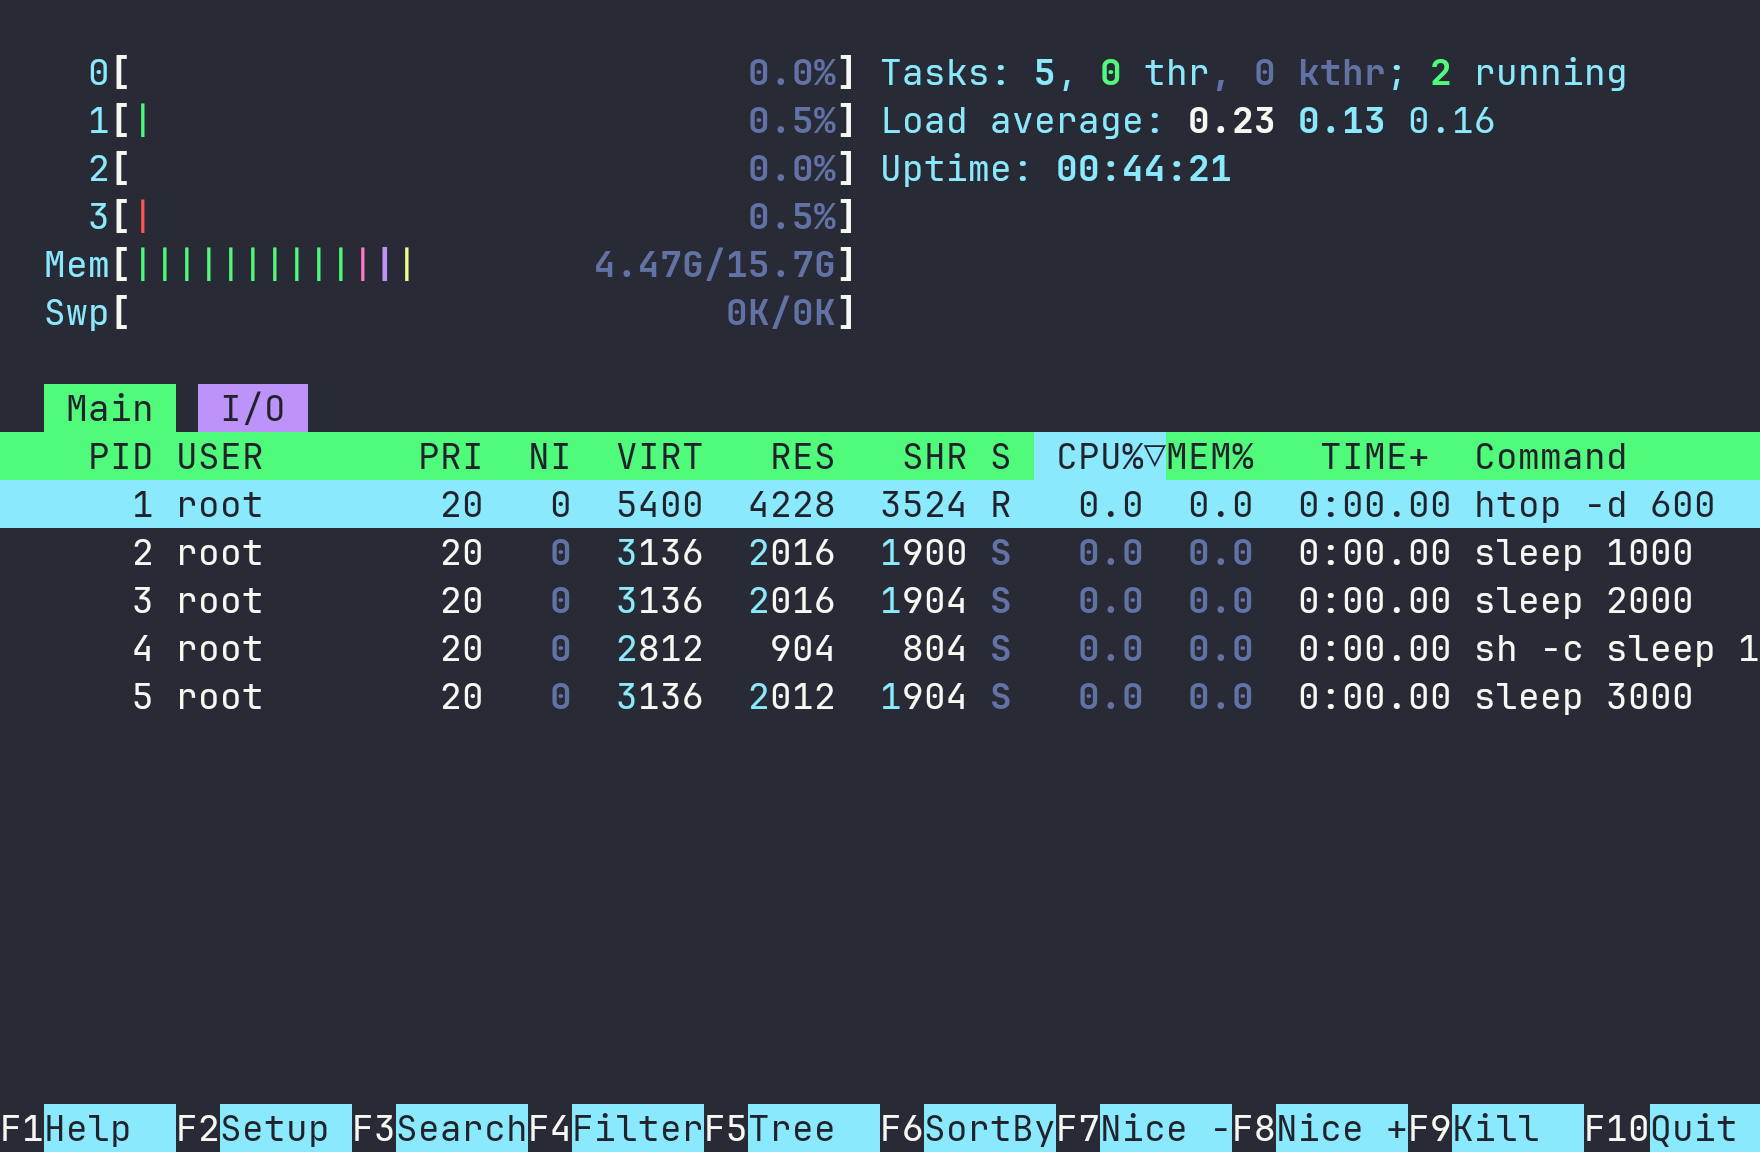 0[ 0.0%] Tasks: 5, 0 thr, 0 kthr; 2 running
1[| 0.5%] Load average: 0.23 0.13 0.16
2[ 0.0%] Uptime: 00:44:21
3[| 0.5%]
Mem[||||||||||||| 4.47G/15.7G]
Swp[ 0K/0K]
Main I/O
PID USER PRI NI VIRT RES SHR S CPU%▽MEM% TIME+ Command
1 root 20 0 5400 4228 3524 R 0.0 0.0 0:00.00 htop -d 600
2 root 20 0 3136 2016 1900 S 0.0 0.0 0:00.00 sleep 1000
3 root 20 0 3136 2016 1904 S 0.0 0.0 0:00.00 sleep 2000
4 root 20 0 2812 904 804 S 0.0 0.0 0:00.00 sh -c sleep 1
5 root 20 0 3136 2012 1904 S 0.0 0.0 0:00.00 sleep 3000
F1Help F2Setup F3SearchF4FilterF5Tree F6SortByF7Nice -F8Nice +F9Kill F10Quit